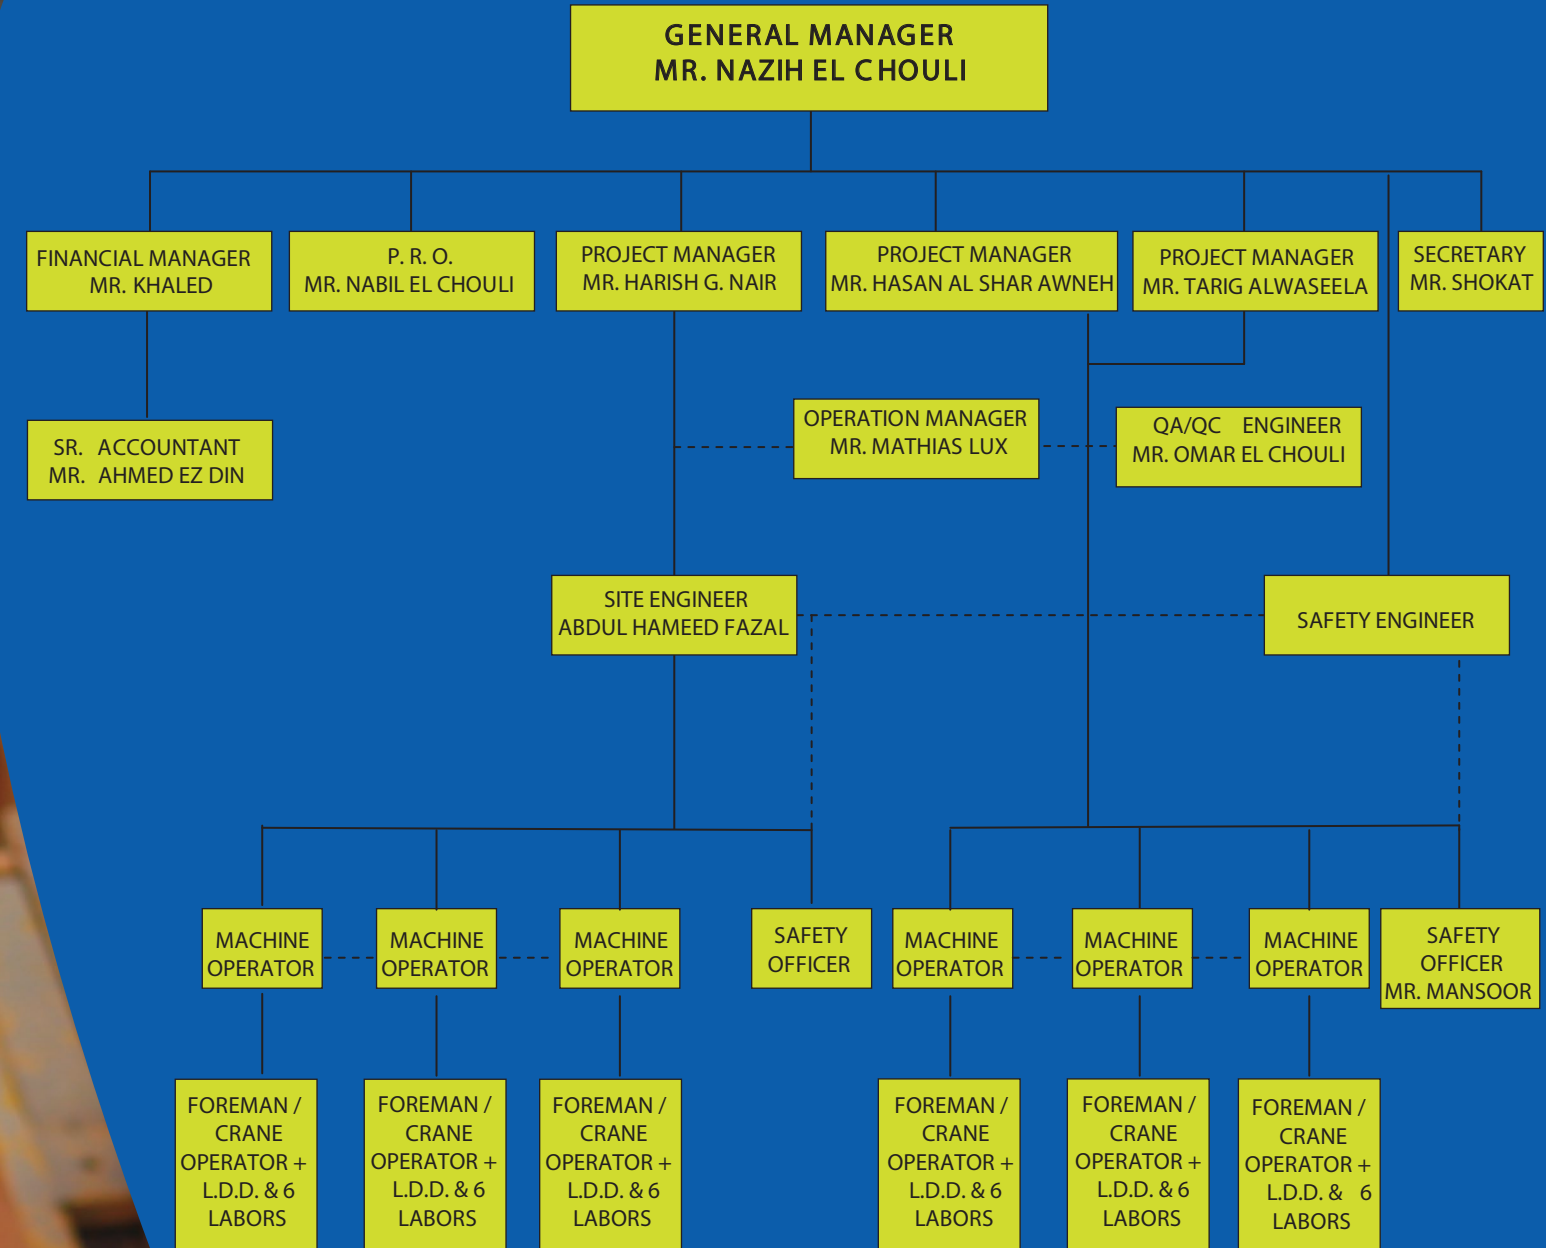 GENERAL MANAGER
MR. NAZIH EL CHOULI
FINANCIAL MANAGER
MR. KHALED
P. R. O.
MR. NABIL EL CHOULI
PROJECT MANAGER
MR. HARISH G. NAIR
PROJECT MANAGER
MR. HASAN AL SHAR AWNEH
PROJECT MANAGER
MR. TARIG ALWASEELA
SECRETARY
MR. SHOKAT
SR. ACCOUNTANT
MR. AHMED EZ DIN
OPERATION MANAGER
MR. MATHIAS LUX
QA/QC ENGINEER
MR. OMAR EL CHOULI
SITE ENGINEER
ABDUL HAMEED FAZAL
SAFETY ENGINEER
MACHINE
OPERATOR
MACHINE
OPERATOR
MACHINE
OPERATOR
SAFETY
OFFICER
MACHINE
OPERATOR
MACHINE
OPERATOR
MACHINE
OPERATOR
SAFETY
OFFICER
MR. MANSOOR
FOREMAN /
CRANE
OPERATOR +
L.D.D. & 6
LABORS
FOREMAN /
CRANE
OPERATOR +
L.D.D. & 6
LABORS
FOREMAN /
CRANE
OPERATOR +
L.D.D. & 6
LABORS
FOREMAN /
CRANE
OPERATOR +
L.D.D. & 6
LABORS
FOREMAN /
CRANE
OPERATOR +
L.D.D. & 6
LABORS
FOREMAN /
CRANE
OPERATOR +
L.D.D. & 6
LABORS